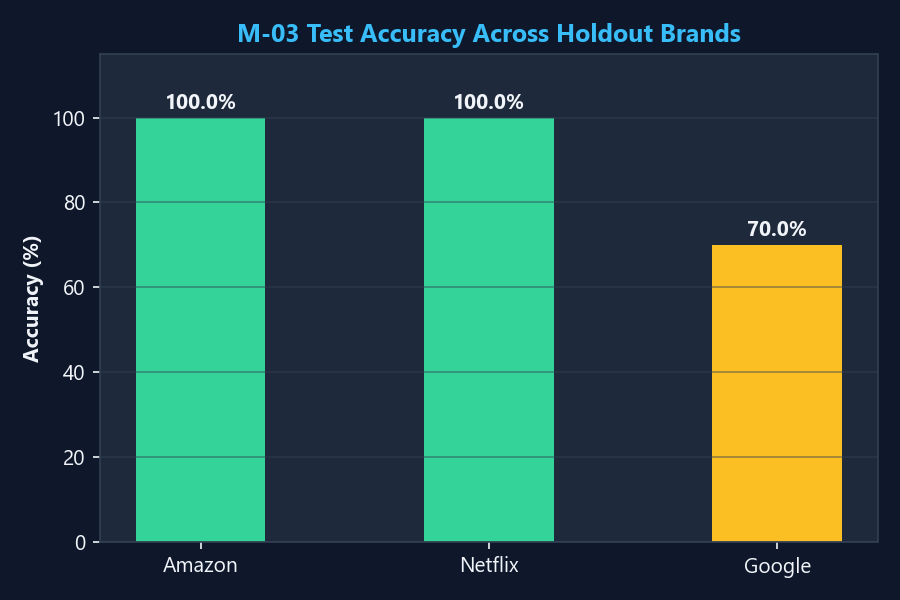 M-03 Test Accuracy Across Holdout Brands
100.0%
100.0%
70.0%
Accuracy (%)
100
80
60
40
20
0
Amazon
Netflix
Google